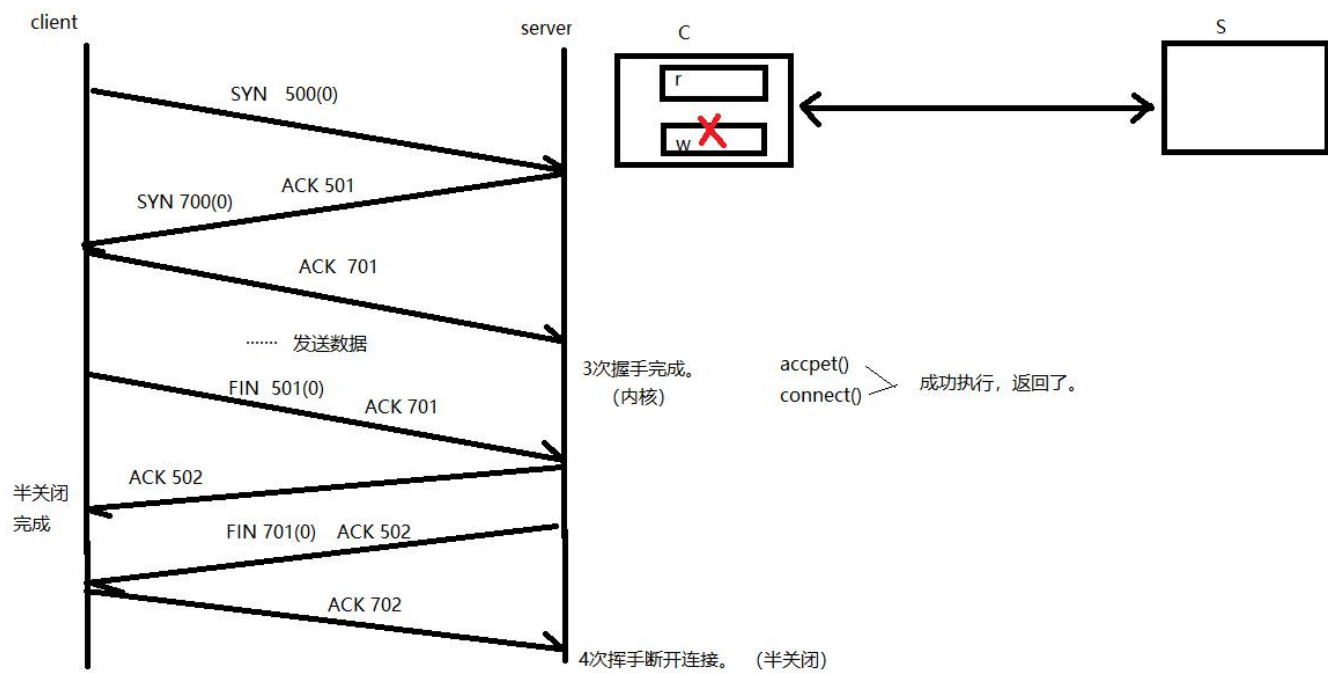 client
server
C
S
r
w
SYN 500(0)
ACK 501
SYN 700(0)
ACK 701
······· 发送数据
3次握手完成。
（内核）
accpet()
connect()
成功执行，返回了。
FIN 501(0)
ACK 701
ACK 502
半关闭
完成
FIN 701(0) ACK 502
ACK 702
4次挥手断开连接。 （半关闭）